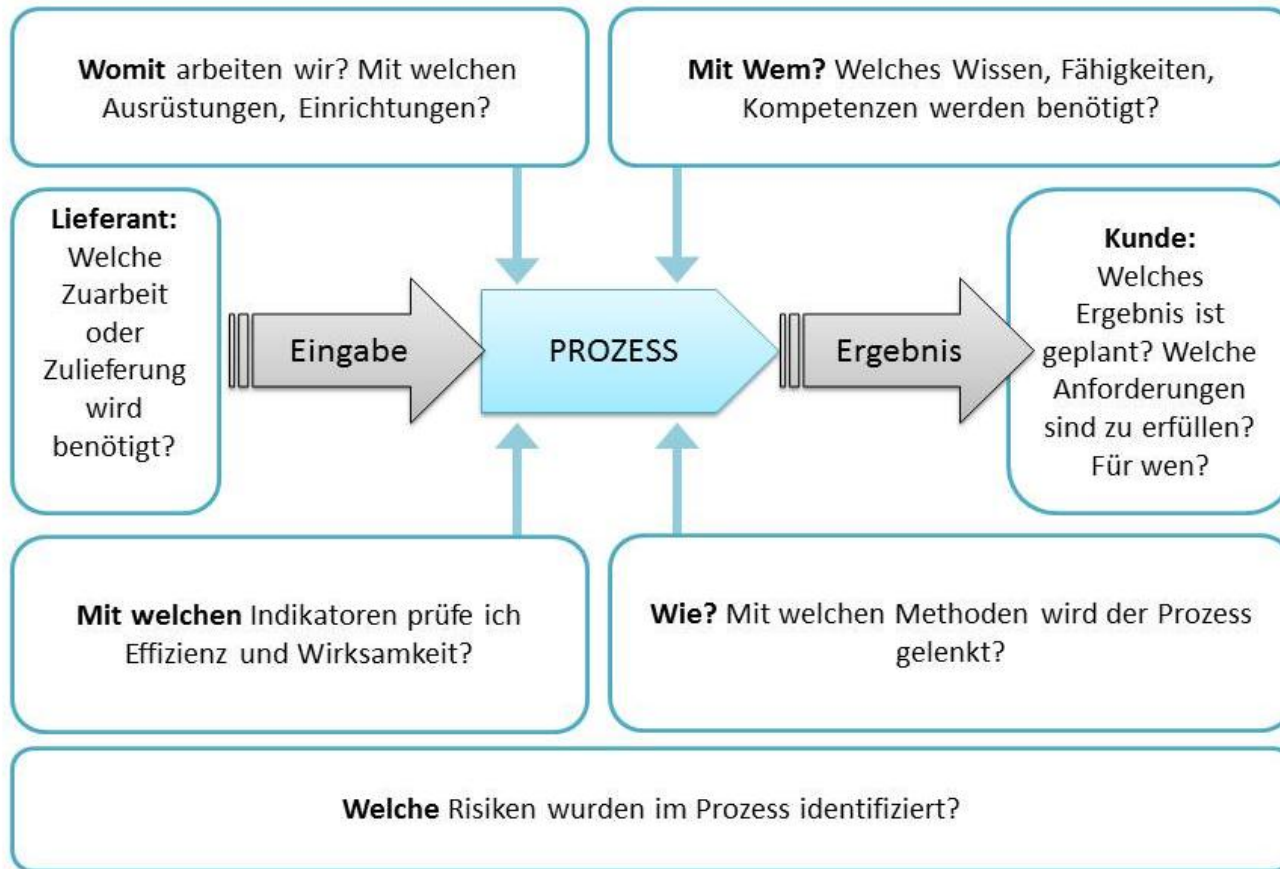 Womit arbeiten wir? Mit welchen
Ausrüstungen, Einrichtungen?
Mit Wem? Welches Wissen, Fähigkeiten,
Kompetenzen werden benötigt?
Lieferant:
Welche
Zuarbeit
oder
Zulieferung
wird
benötigt?
Eingabe
PROZESS
Ergebnis
Kunde:
Welches
Ergebnis ist
geplant? Welche
Anforderungen
sind zu erfüllen?
Für wen?
Mit welchen Indikatoren prüfe ich
Effizienz und Wirksamkeit?
Wie? Mit welchen Methoden wird der Prozess
gelenkt?
Welche Risiken wurden im Prozess identifiziert?